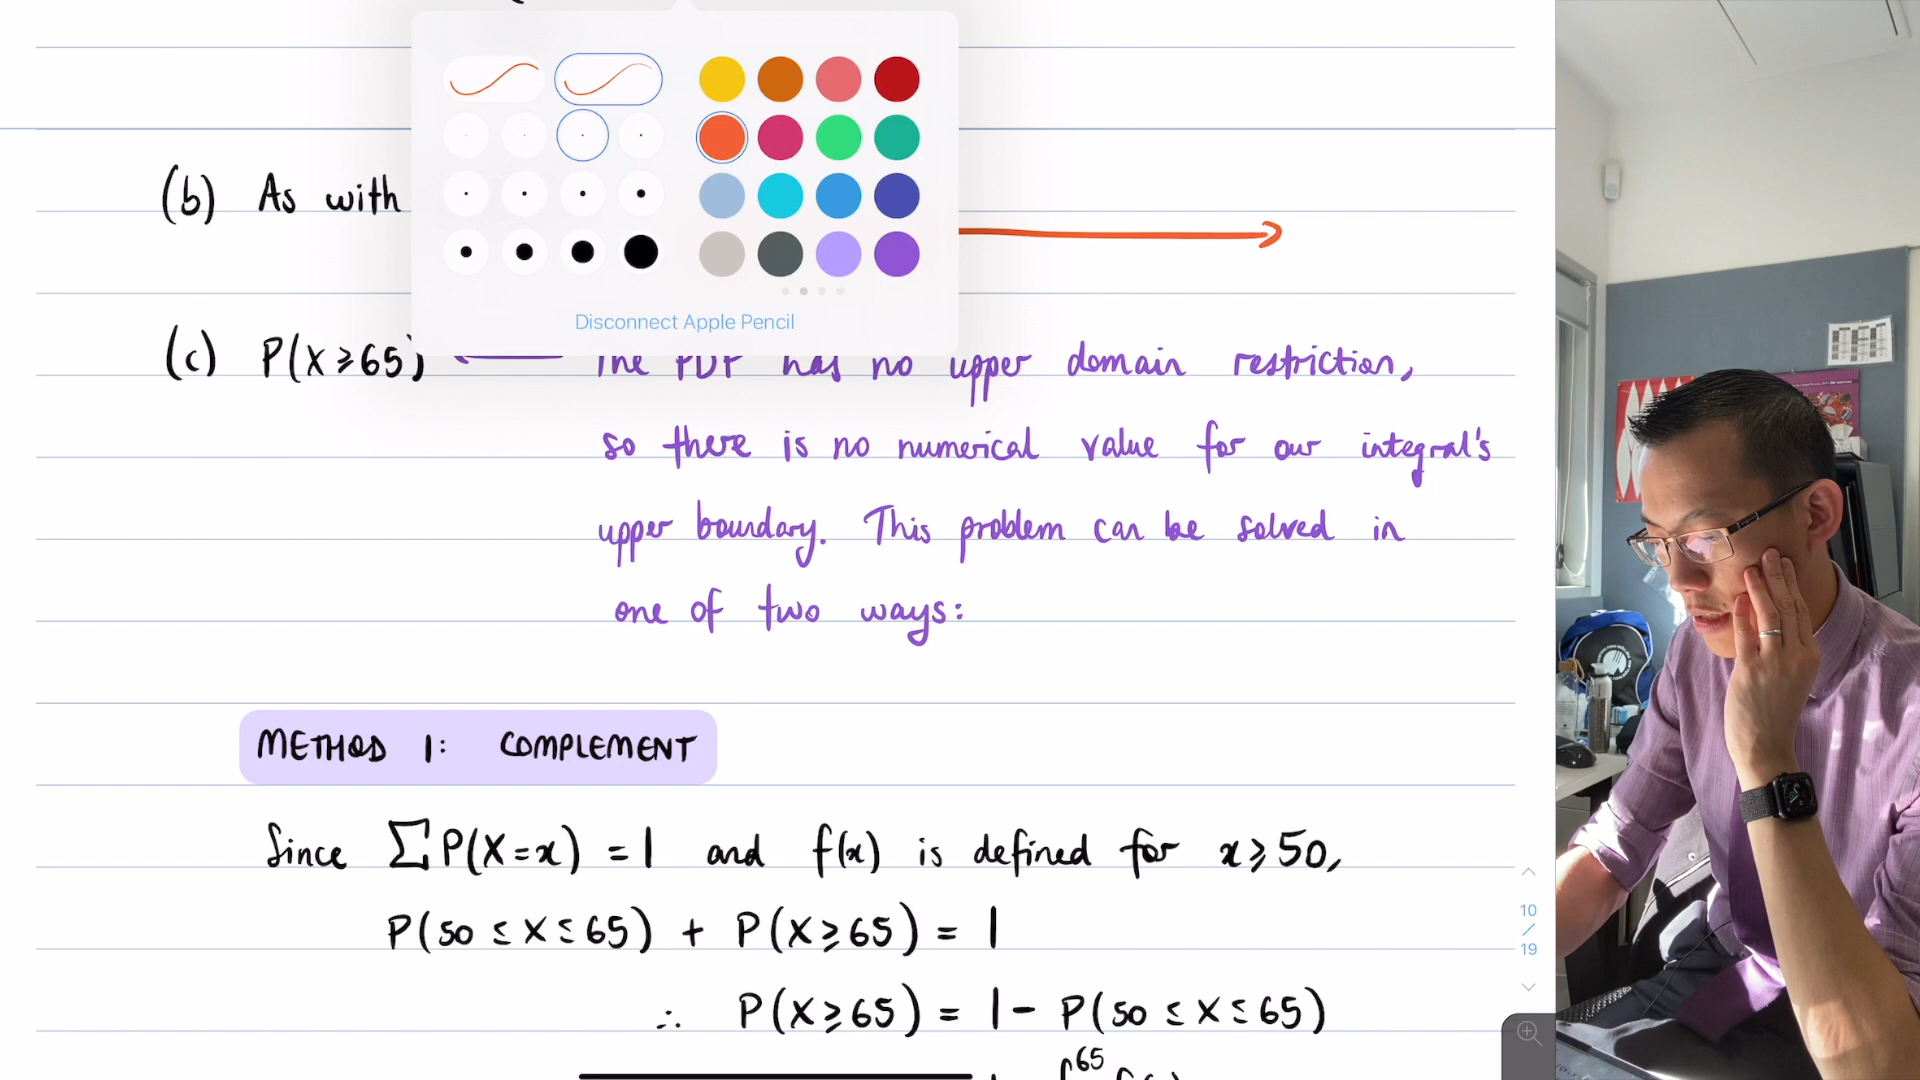 (b) As with
Disconnect Apple Pencil
(c) P(X ≥ 65) The PDF has no upper domain restriction,
so there is no numerical value for our integral's
upper boundary. This problem can be solved in
one of two ways:
METHOD 1: COMPLEMENT
Since ∑P(X=x) = 1 and f(x) is defined for x ≥ 50,
P(50 ≤ X ≤ 65) + P(X ≥ 65) = 1
∴ P(X ≥ 65) = 1 − P(50 ≤ X ≤ 65)
65
10
/
19